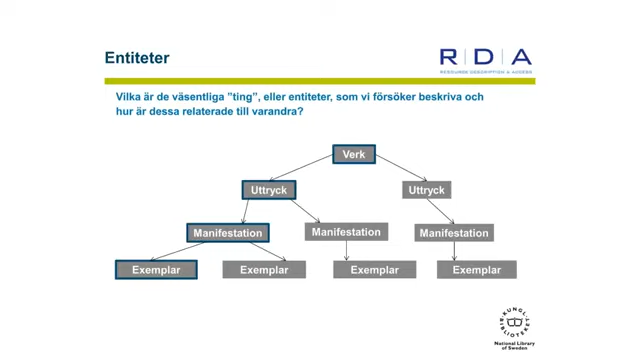 Entiteter
R | D | A
RESOURCE DESCRIPTION & ACCESS
Vilka är de väsentliga ”ting”, eller entiteter, som vi försöker beskriva och
hur är dessa relaterade till varandra?
Verk
Uttryck
Uttryck
Manifestation
Manifestation
Manifestation
Exemplar
Exemplar
Exemplar
Exemplar
KUNGL.
BIBLIOTEKET
National Library
of Sweden